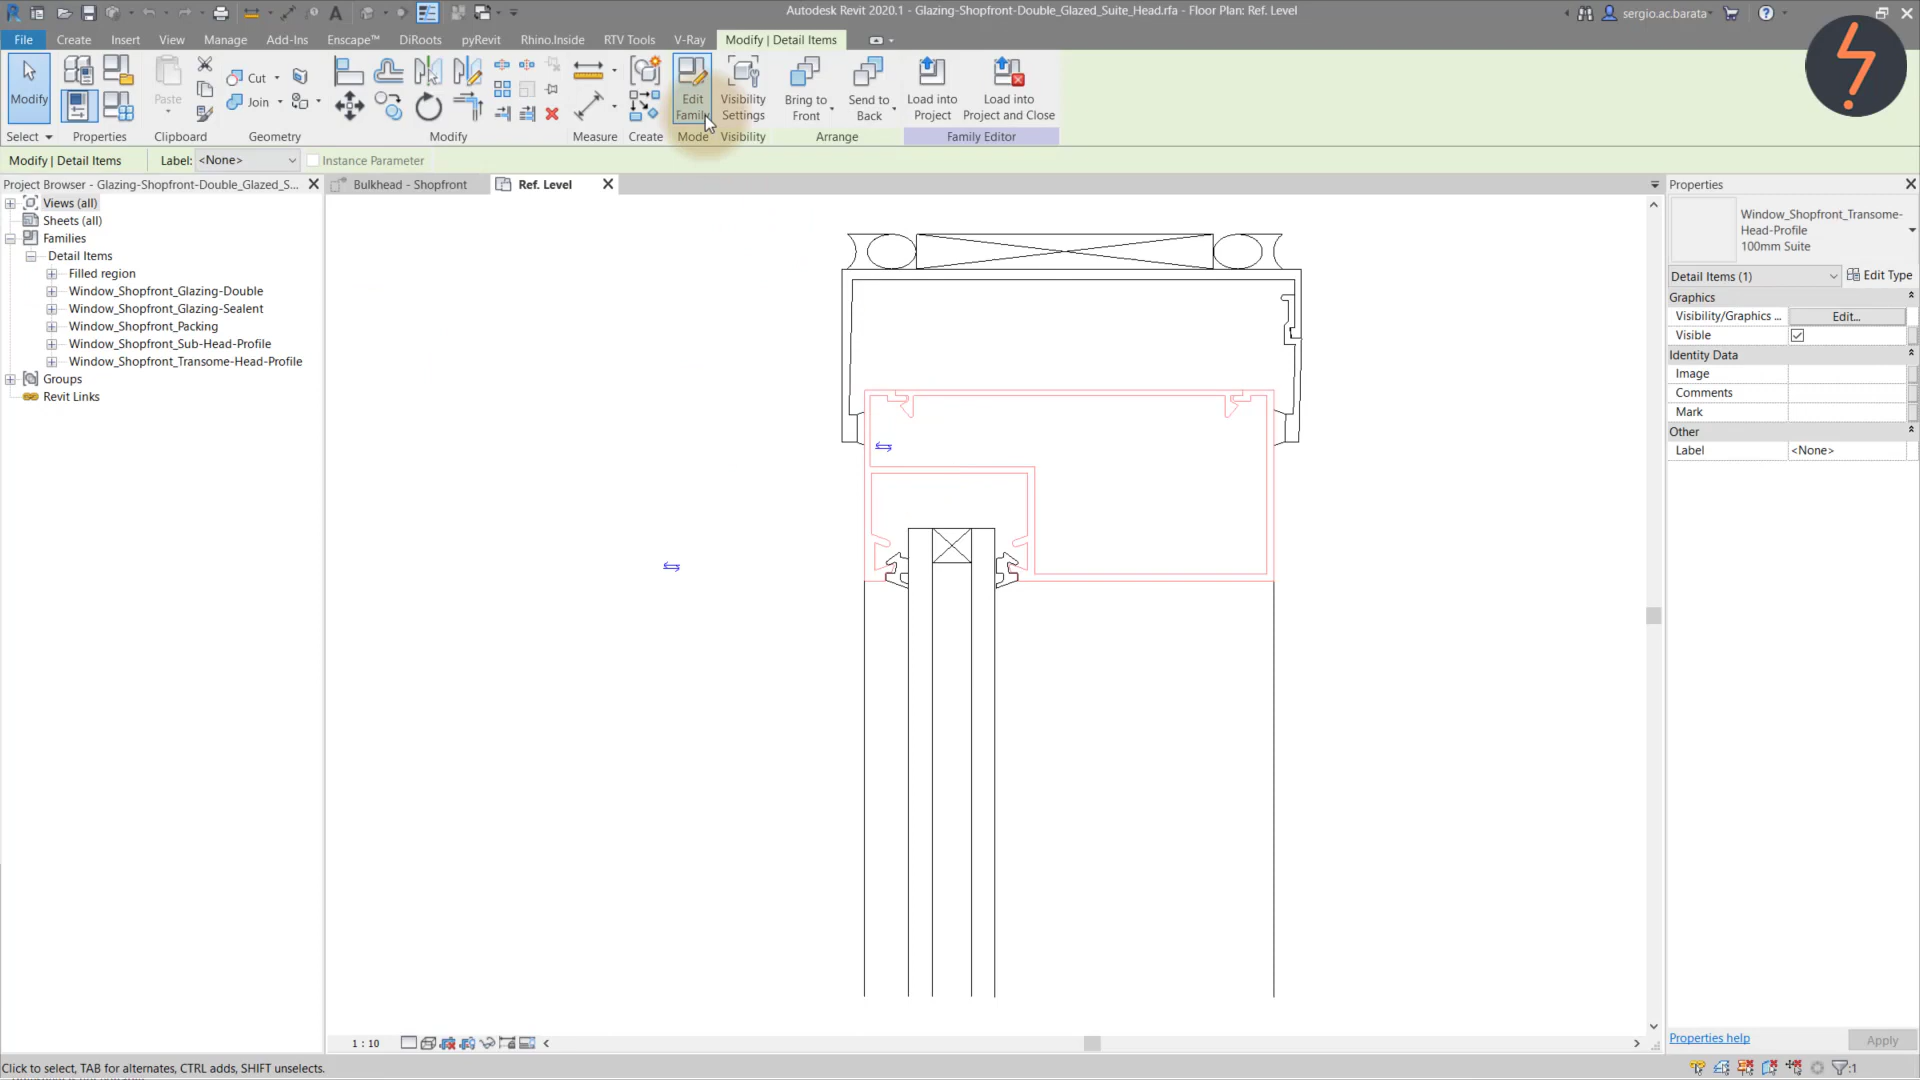 Autodesk Revit 2020.1 - Glazing-Shopfront-Double_Glazed_Suite_Head.rfa - Floor Plan: Ref. Level
sergio.ac.barata
File Create Insert View Manage Add-Ins Enscape™ DiRoots pyRevit Rhino.Inside RTV Tools V-Ray Modify | Detail Items
Modify
Paste
Cut
Join
Edit Family
Visibility Settings
Bring to Front
Send to Back
Load into Project
Load into Project and Close
Select Properties Clipboard Geometry Modify Measure Create Mode Visibility Arrange Family Editor
Modify | Detail Items Label: <None> Instance Parameter
Project Browser - Glazing-Shopfront-Double_Glazed_S...
Bulkhead - Shopfront
Ref. Level
Properties
Views (all)
Sheets (all)
Families
Detail Items
Filled region
Window_Shopfront_Glazing-Double
Window_Shopfront_Glazing-Sealent
Window_Shopfront_Packing
Window_Shopfront_Sub-Head-Profile
Window_Shopfront_Transome-Head-Profile
Groups
Revit Links
Window_Shopfront_Transome-
Head-Profile
100mm Suite
Detail Items (1) Edit Type
Graphics
Visibility/Graphics ... Edit...
Visible
Identity Data
Image
Comments
Mark
Other
Label <None>
Properties help Apply
1 : 10
Click to select, TAB for alternates, CTRL adds, SHIFT unselects.
:1